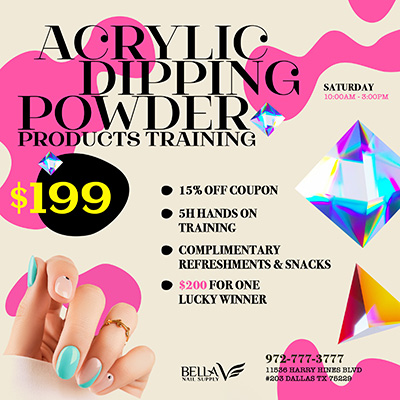 ACRYLIC
DIPPING
POWDER
PRODUCTS TRAINING
SATURDAY
10:00AM - 3:00PM
$199
15% OFF COUPON
5H HANDS ON
TRAINING
COMPLIMENTARY
REFRESHMENTS & SNACKS
$200 FOR ONE
LUCKY WINNER
BELLA
NAIL SUPPLY
972-777-3777
11536 HARRY HINES BLVD
#203 DALLAS TX 75229